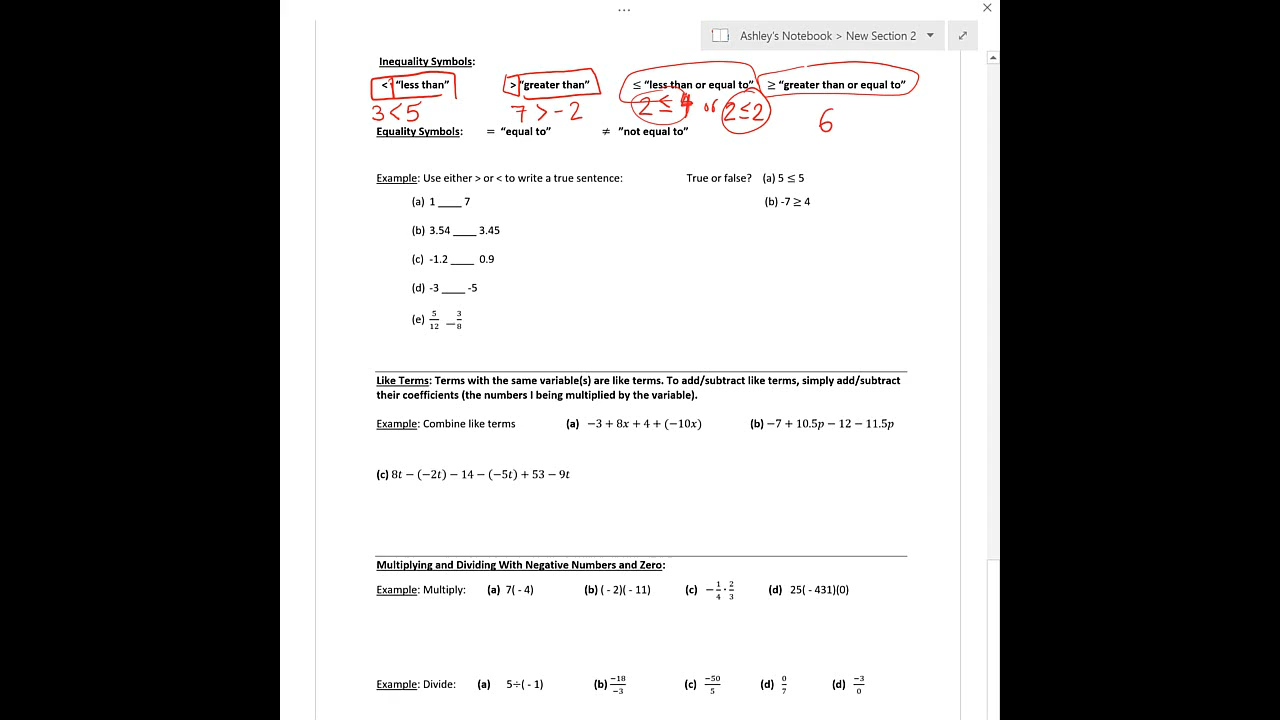 ...
Ashley's Notebook > New Section 2
Inequality Symbols:
< "less than" > "greater than" ≤ "less than or equal to" ≥ "greater than or equal to"
3 < 5 7 > -2 2 ≤ 4 or 2 ≤ 2 6
Equality Symbols: = "equal to" ≠ "not equal to"
Example: Use either > or < to write a true sentence: True or false? (a) 5 ≤ 5
(a) 1 ____ 7 (b) -7 ≥ 4
(b) 3.54 ____ 3.45
(c) -1.2 ____ 0.9
(d) -3 ____ -5
(e) 5/12 __ 3/8
Like Terms: Terms with the same variable(s) are like terms. To add/subtract like terms, simply add/subtract
their coefficients (the numbers I being multiplied by the variable).
Example: Combine like terms (a) −3 + 8x + 4 + (−10x) (b) −7 + 10.5p − 12 − 11.5p
(c) 8t − (−2t) − 14 − (−5t) + 53 − 9t
Multiplying and Dividing With Negative Numbers and Zero:
Example: Multiply: (a) 7( - 4) (b) ( - 2)( - 11) (c) −1/4 · 2/3 (d) 25( - 431)(0)
Example: Divide: (a) 5÷( - 1) (b) −18/−3 (c) −50/5 (d) 0/7 (d) −3/0